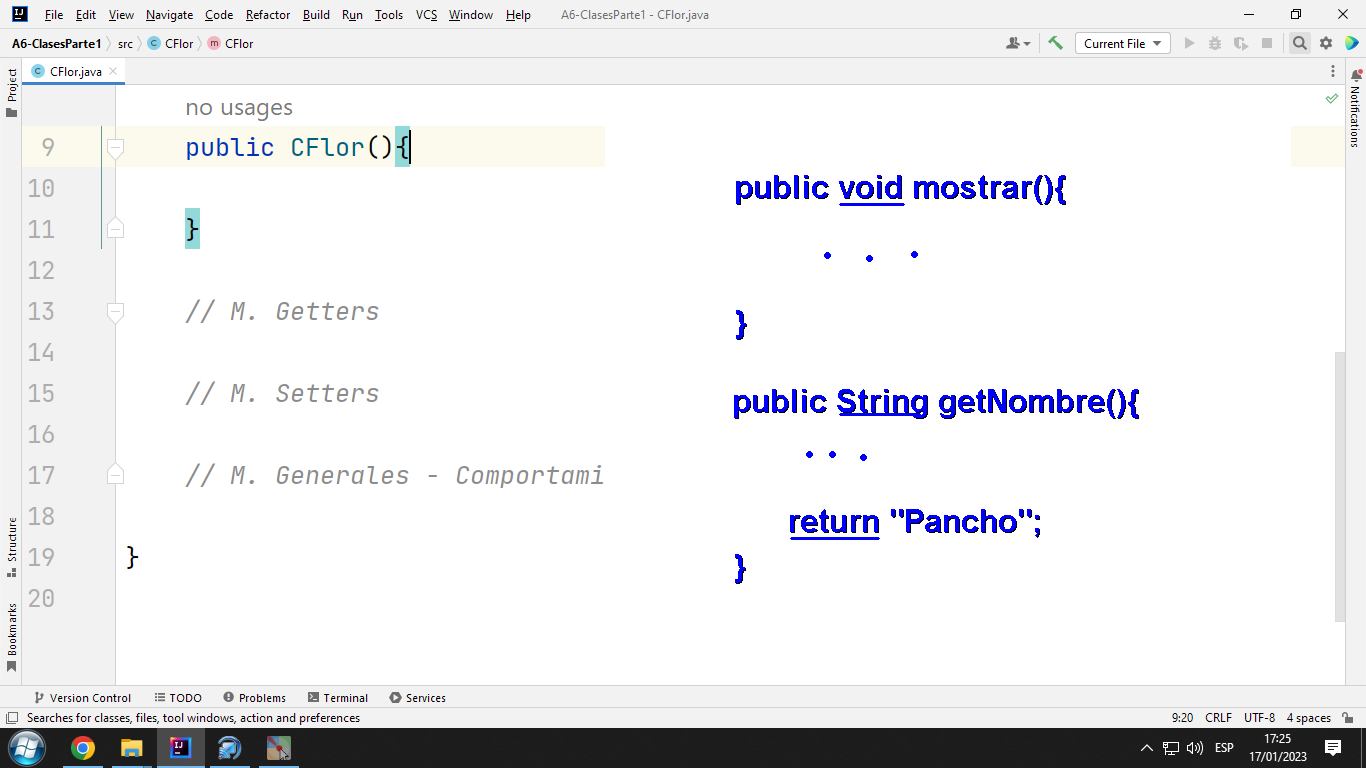 File Edit View Navigate Code Refactor Build Run Tools VCS Window Help A6-ClasesParte1 - CFlor.java
A6-ClasesParte1 src CFlor CFlor Current File
CFlor.java
Project
Structure
Bookmarks
Notifications
no usages
9 public CFlor(){
10
11 }
12
13 // M. Getters
14
15 // M. Setters
16
17 // M. Generales - Comportami
18
19 }
20
public void mostrar(){
. . .
}
public String getNombre(){
. . .
return "Pancho";
}
Version Control TODO Problems Terminal Services
Searches for classes, files, tool windows, action and preferences 9:20 CRLF UTF-8 4 spaces
ESP 17:25
17/01/2023